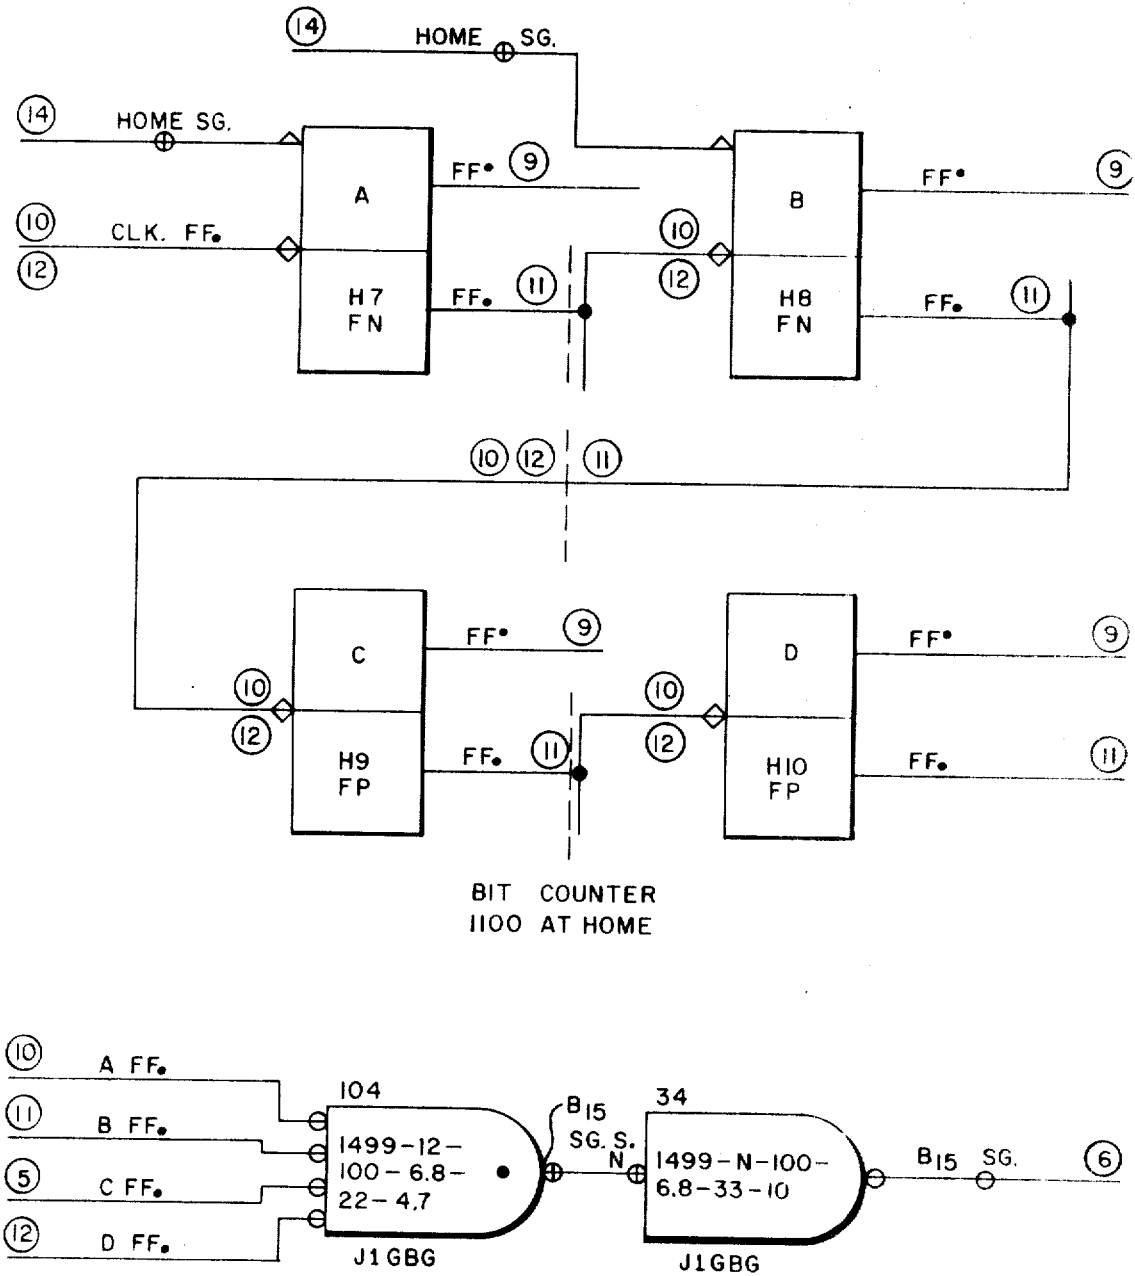 14 HOME SG.
14 HOME SG.
A
FF• 9
B
FF• 9
10 CLK. FF.
12
10
12
H7
FN
FF. 11
H8
FN
FF. 11
10 12 11
C
FF• 9
D
FF• 9
10
12
10
12
H9
FP
FF. 11
H10
FP
FF. 11
BIT COUNTER
1100 AT HOME
10 A FF.
11 B FF.
5 C FF.
12 D FF.
104
1499-12-
100-6.8-
22-4.7
J1GBG
B15
SG. S.
N
34
1499-N-100-
6.8-33-10
J1GBG
B15 SG. 6